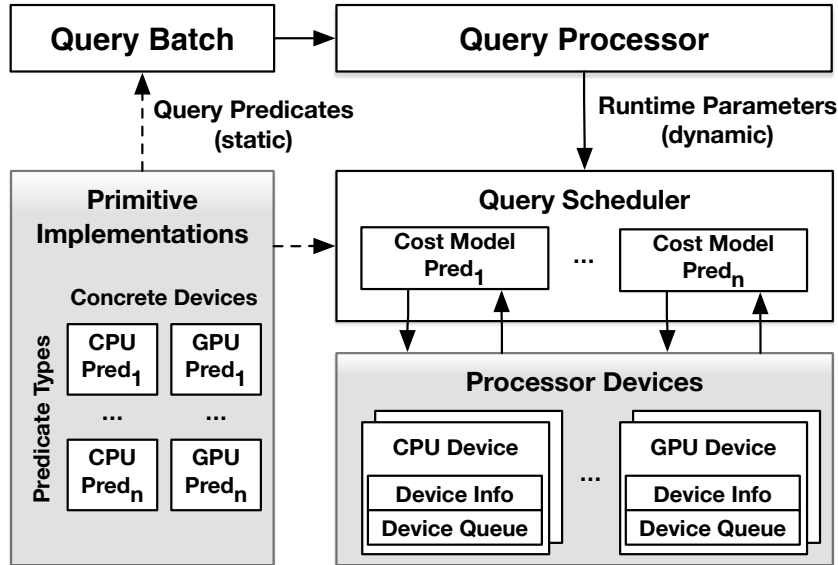 Query Batch
Query Processor
Query Predicates
(static)
Runtime Parameters
(dynamic)
Primitive
Implementations
Concrete Devices
Predicate Types
CPU
Pred1
GPU
Pred1
...
...
CPU
Predn
GPU
Predn
Query Scheduler
Cost Model
Pred1
...
Cost Model
Predn
Processor Devices
CPU Device
Device Info
Device Queue
...
GPU Device
Device Info
Device Queue